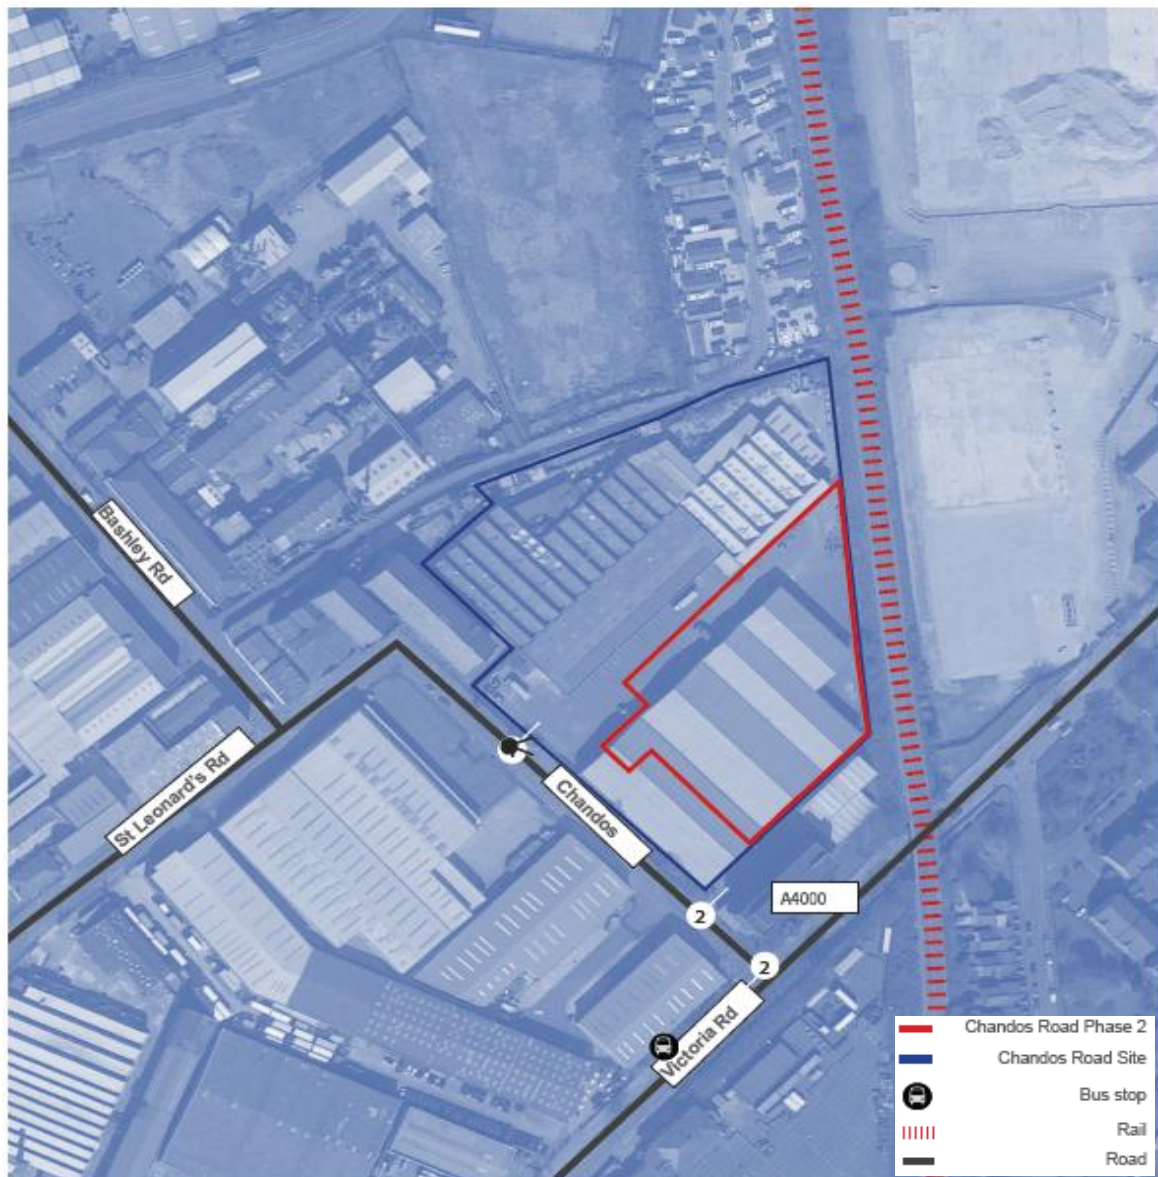 Bashley Rd
St Leonard's Rd
Chandos
2
A4000
2
Victoria Rd
Chandos Road Phase 2
Chandos Road Site
Bus stop
Rail
Road